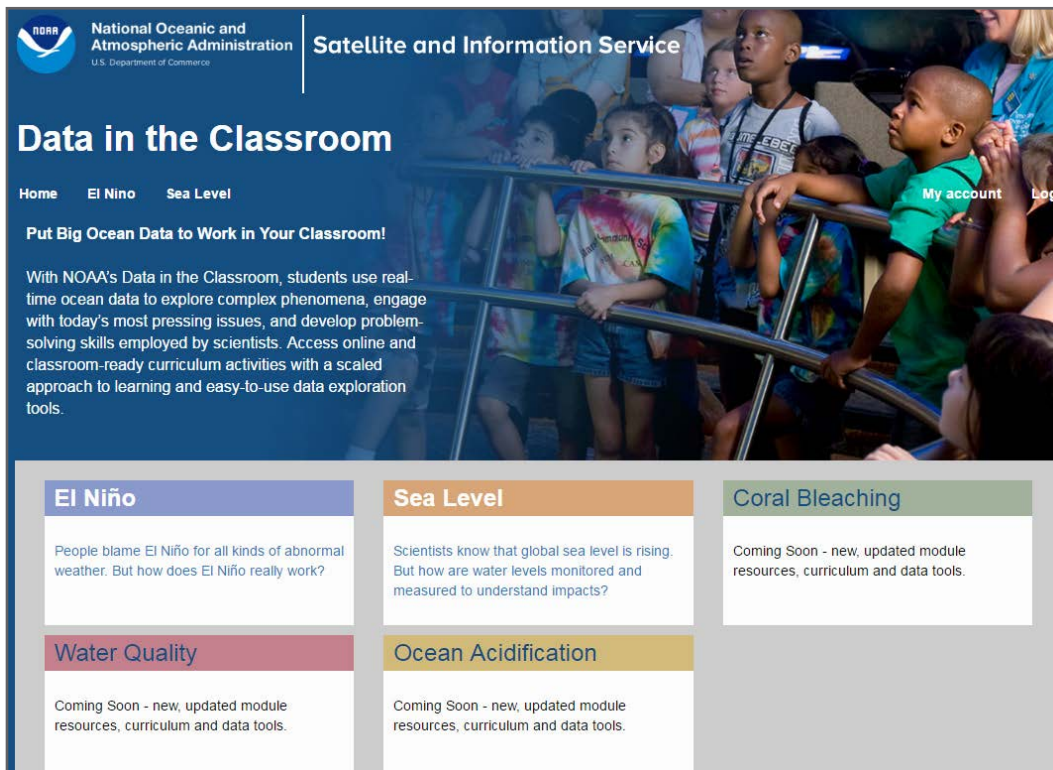 NOAA
National Oceanic and
Atmospheric Administration
U.S. Department of Commerce
Satellite and Information Service
Data in the Classroom
Home El Nino Sea Level My account
Put Big Ocean Data to Work in Your Classroom!
With NOAA's Data in the Classroom, students use real-
time ocean data to explore complex phenomena, engage
with today's most pressing issues, and develop problem-
solving skills employed by scientists. Access online and
classroom-ready curriculum activities with a scaled
approach to learning and easy-to-use data exploration
tools.
El Niño
People blame El Niño for all kinds of abnormal
weather. But how does El Niño really work?
Sea Level
Scientists know that global sea level is rising.
But how are water levels monitored and
measured to understand impacts?
Coral Bleaching
Coming Soon - new, updated module
resources, curriculum and data tools.
Water Quality
Coming Soon - new, updated module
resources, curriculum and data tools.
Ocean Acidification
Coming Soon - new, updated module
resources, curriculum and data tools.